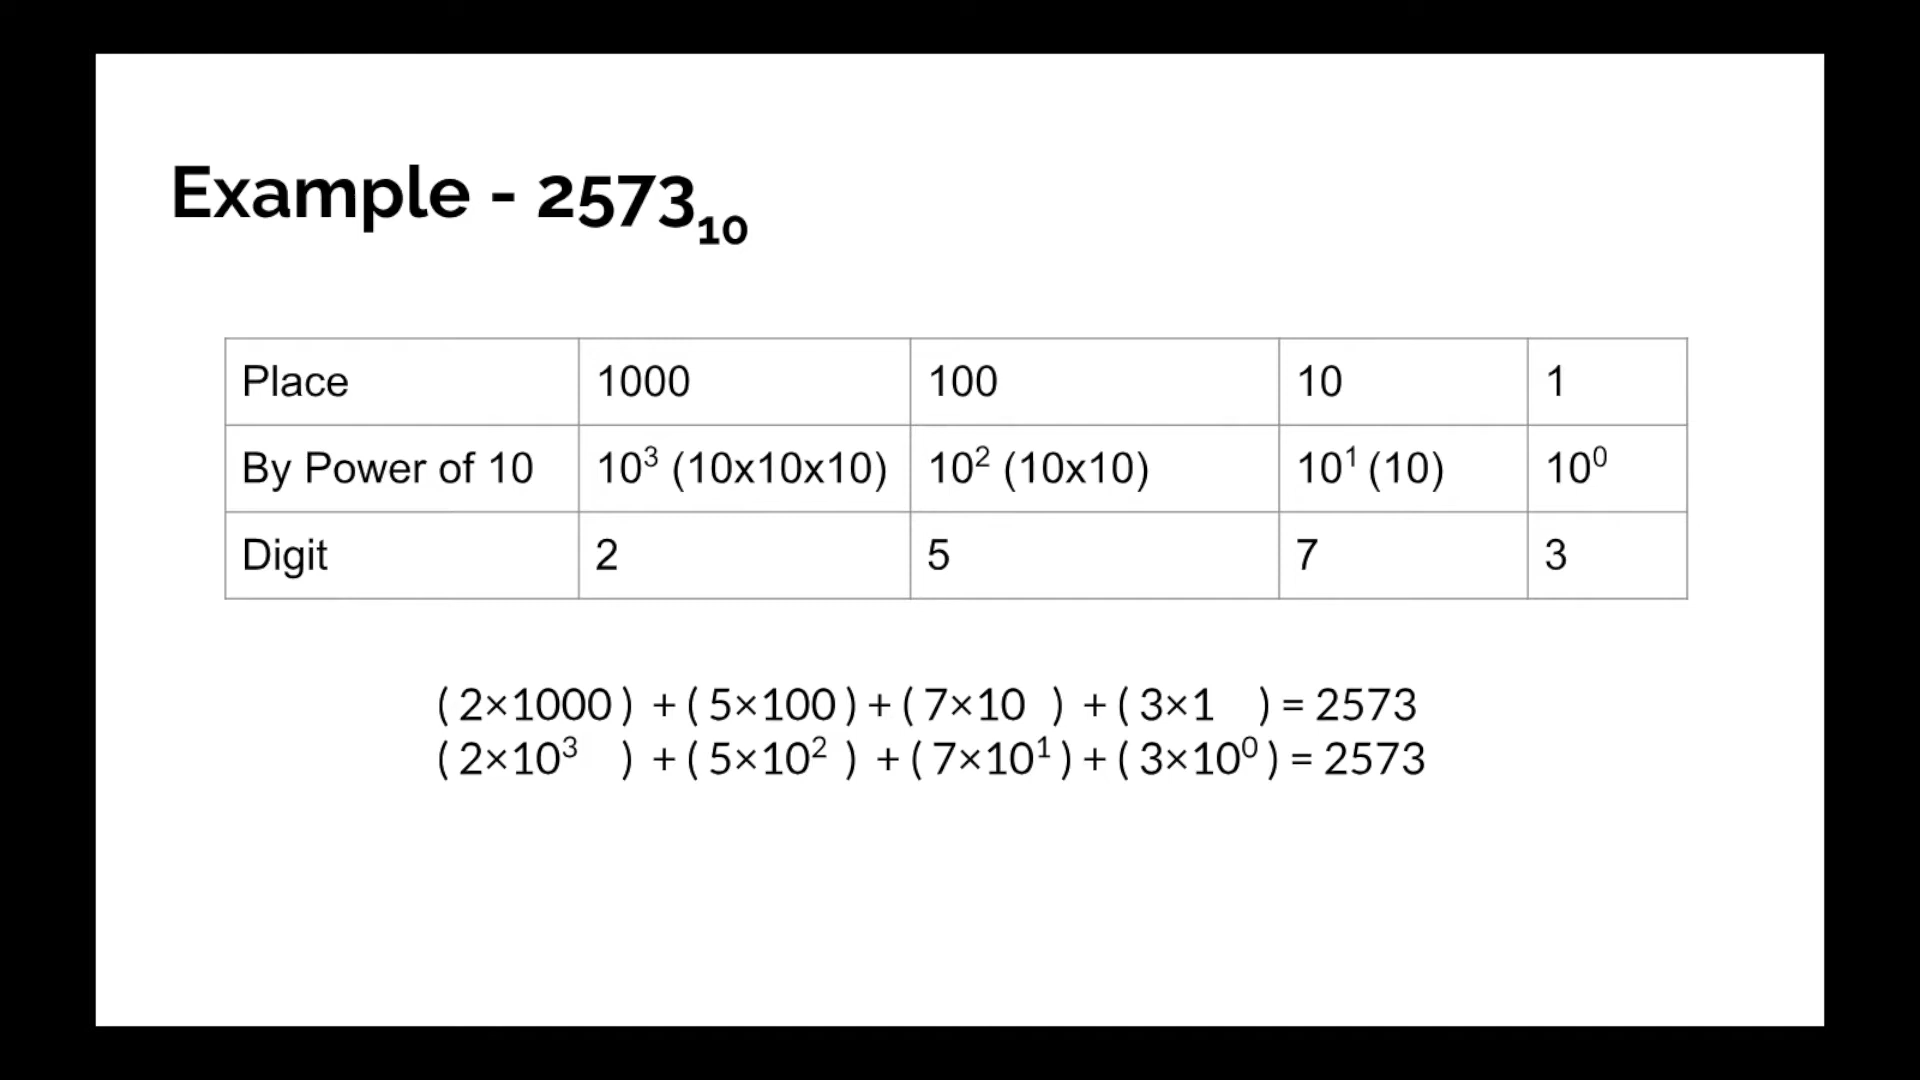 Example - 2573₁₀
Place 1000 100 10 1
By Power of 10 10³ (10x10x10) 10² (10x10) 10¹ (10) 10⁰
Digit 2 5 7 3
( 2×1000 ) + ( 5×100 ) + ( 7×10 ) + ( 3×1 ) = 2573
( 2×10³ ) + ( 5×10² ) + ( 7×10¹ ) + ( 3×10⁰ ) = 2573